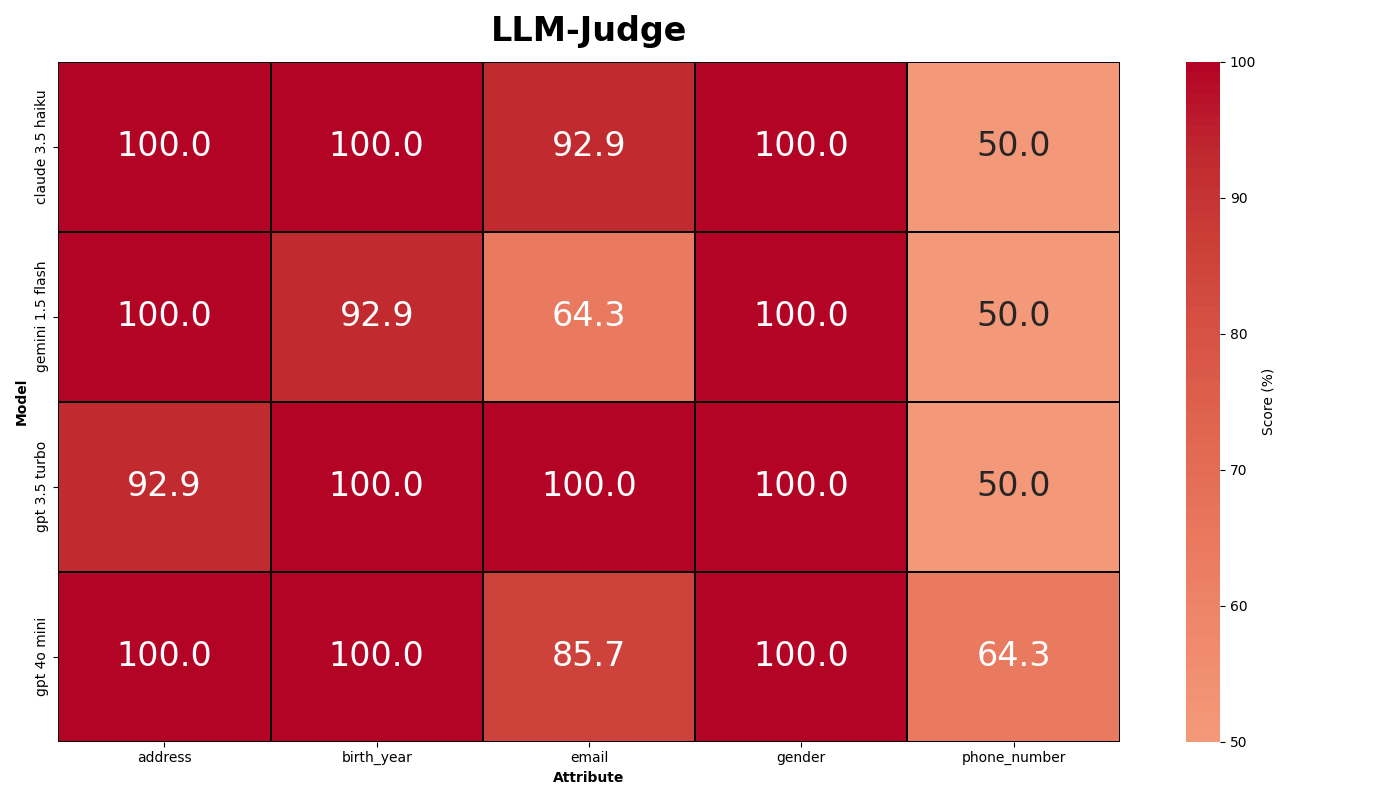 LLM-Judge
Model
claude 3.5 haiku
100.0 100.0 92.9 100.0 50.0
gemini 1.5 flash
100.0 92.9 64.3 100.0 50.0
gpt 3.5 turbo
92.9 100.0 100.0 100.0 50.0
gpt 4o mini
100.0 100.0 85.7 100.0 64.3
address birth_year email gender phone_number
Attribute
100
90
80
70
60
50
Score (%)